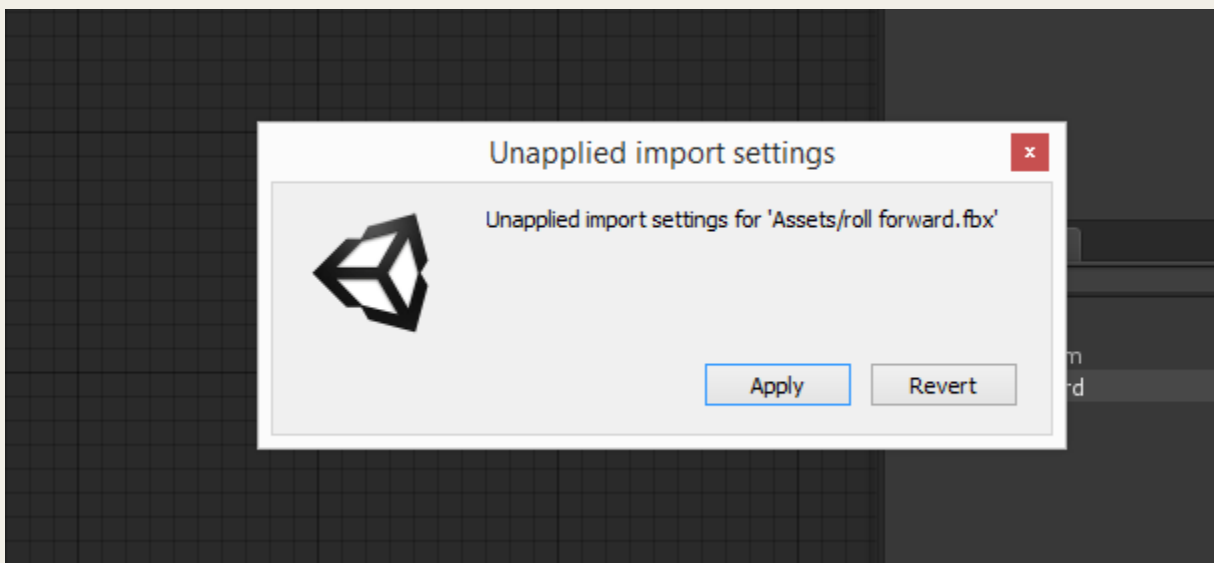 Unapplied import settings
x
Unapplied import settings for 'Assets/roll forward.fbx'
Apply
Revert